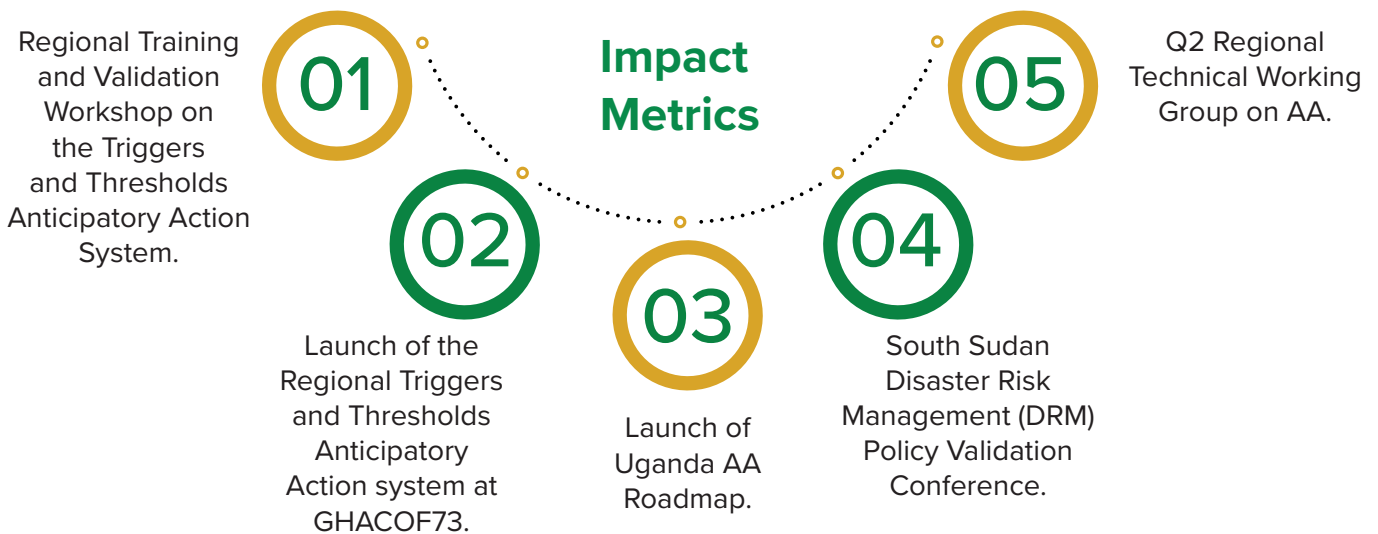 Impact
Metrics
01
Regional Training
and Validation
Workshop on
the Triggers
and Thresholds
Anticipatory Action
System.
02
Launch of the
Regional Triggers
and Thresholds
Anticipatory
Action system at
GHACOF73.
03
Launch of
Uganda AA
Roadmap.
04
South Sudan
Disaster Risk
Management (DRM)
Policy Validation
Conference.
05
Q2 Regional
Technical Working
Group on AA.